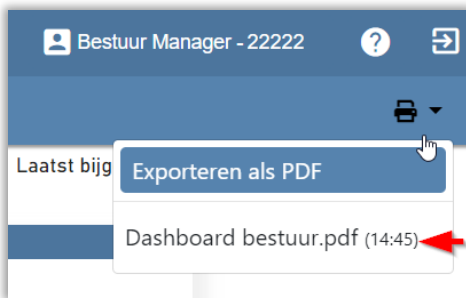 Bestuur Manager - 22222
Exporteren als PDF
Laatst bijg
Dashboard bestuur.pdf (14:45)